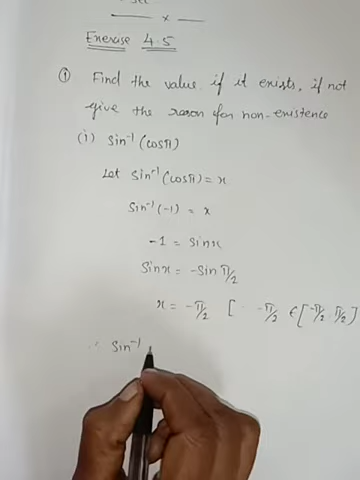 Exercise 4.5
① Find the value, if it exists, if not
give the reason for non-existence
(i) Sin⁻¹(cosπ)
Let Sin⁻¹(cosπ) = x
Sin⁻¹(-1) = x
-1 = Sinx
Sinx = -Sin π/2
x = -π/2 [∵ -π/2 ∈ [-π/2, π/2]
∴ Sin⁻¹